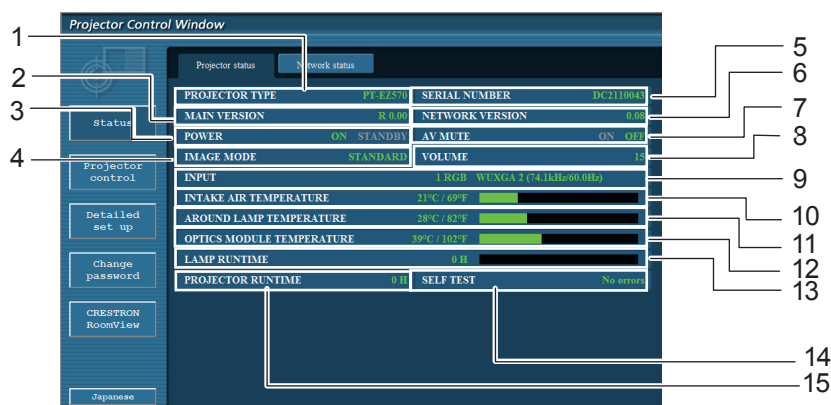 Projector Control Window
1
2
3
4
5
6
7
8
9
10
11
12
13
14
15
Projector status
Network status
Status
Projector control
Detailed set up
Change password
CRESTRON RoomView
Japanese
PROJECTOR TYPE PT-EZ570 SERIAL NUMBER DC2110043
MAIN VERSION R 0.00 NETWORK VERSION 0.08
POWER ON STANDBY AV MUTE ON OFF
IMAGE MODE STANDARD VOLUME 15
INPUT 1 RGB WUXGA 2 (74.1kHz/60.0Hz)
INTAKE AIR TEMPERATURE 21°C / 69°F
AROUND LAMP TEMPERATURE 28°C / 82°F
OPTICS MODULE TEMPERATURE 39°C / 102°F
LAMP RUNTIME 0 H
PROJECTOR RUNTIME 0 H SELF TEST No errors